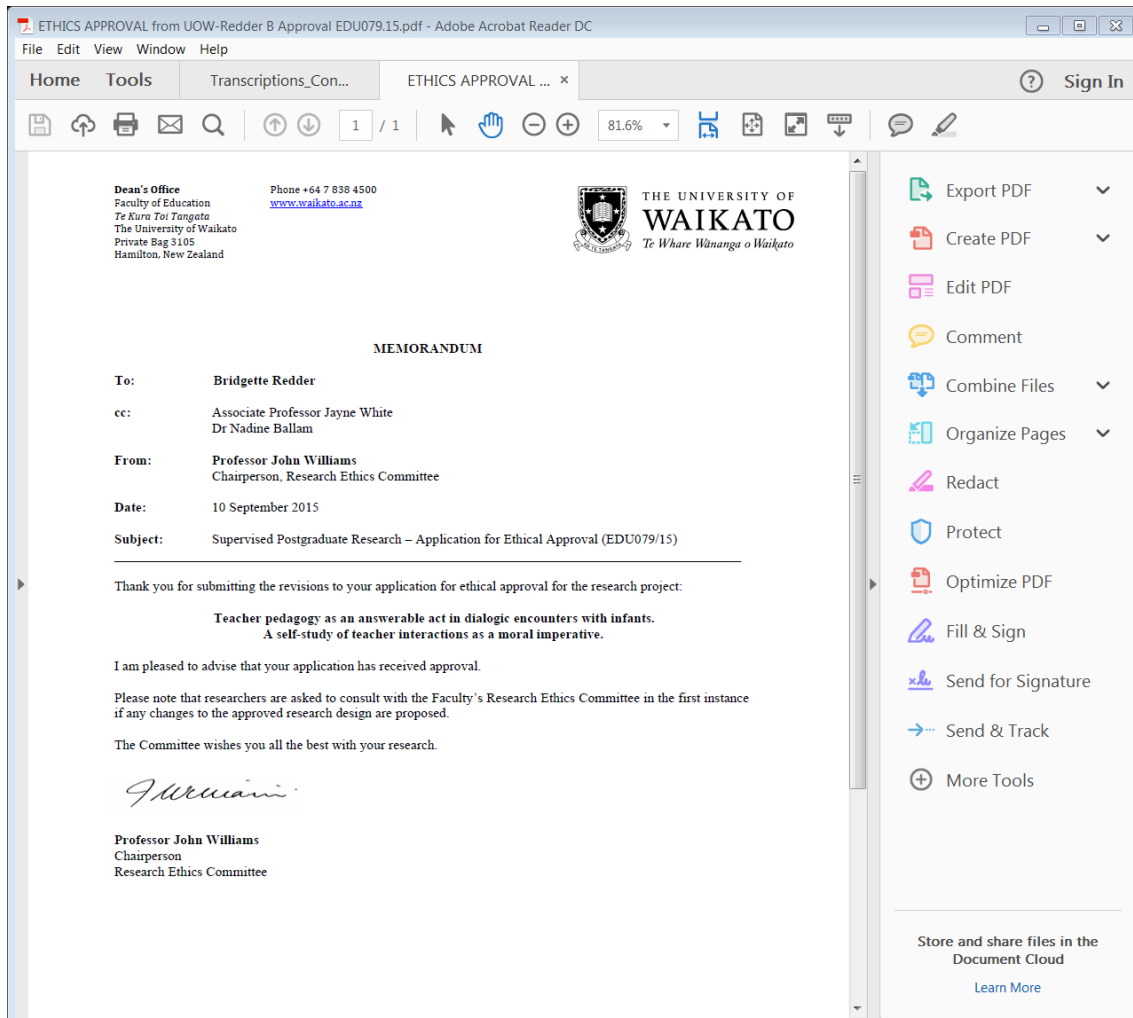 ETHICS APPROVAL from UOW-Redder B Approval EDU079.15.pdf - Adobe Acrobat Reader DC
File Edit View Window Help
Home Tools Transcriptions_Con... ETHICS APPROVAL ... × Sign In
1 / 1 81.6%
Dean's Office Phone +64 7 838 4500
Faculty of Education www.waikato.ac.nz
Te Kura Toi Tangata
The University of Waikato
Private Bag 3105
Hamilton, New Zealand
THE UNIVERSITY OF
WAIKATO
Te Whare Wānanga o Waikato
KO TE TANGATA
MEMORANDUM
To: Bridgette Redder
cc: Associate Professor Jayne White
Dr Nadine Ballam
From: Professor John Williams
Chairperson, Research Ethics Committee
Date: 10 September 2015
Subject: Supervised Postgraduate Research – Application for Ethical Approval (EDU079/15)
Thank you for submitting the revisions to your application for ethical approval for the research project:
Teacher pedagogy as an answerable act in dialogic encounters with infants.
A self-study of teacher interactions as a moral imperative.
I am pleased to advise that your application has received approval.
Please note that researchers are asked to consult with the Faculty's Research Ethics Committee in the first instance
if any changes to the approved research design are proposed.
The Committee wishes you all the best with your research.
JWilliams
Professor John Williams
Chairperson
Research Ethics Committee
Export PDF
Create PDF
Edit PDF
Comment
Combine Files
Organize Pages
Redact
Protect
Optimize PDF
Fill & Sign
Send for Signature
Send & Track
More Tools
Store and share files in the
Document Cloud
Learn More